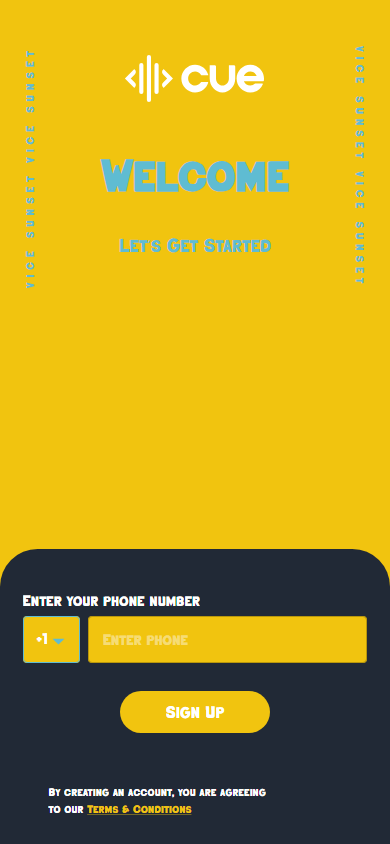 cue
VICE SUNSET VICE SUNSET
VICE SUNSET VICE SUNSET
WELCOME
LET'S GET STARTED
ENTER YOUR PHONE NUMBER
+1
ENTER PHONE
SIGN UP
BY CREATING AN ACCOUNT, YOU ARE AGREEING
TO OUR TERMS & CONDITIONS